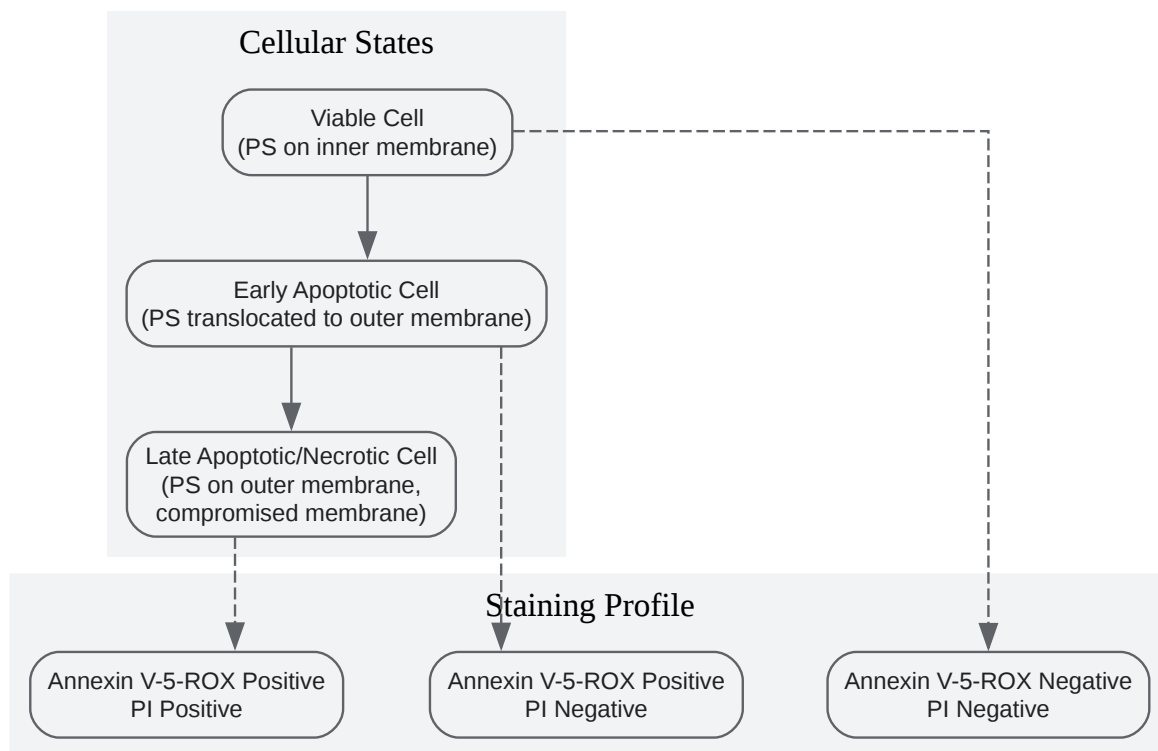 Cellular States
Viable Cell
(PS on inner membrane)
Early Apoptotic Cell
(PS translocated to outer membrane)
Late Apoptotic/Necrotic Cell
(PS on outer membrane,
compromised membrane)
Staining Profile
Annexin V-5-ROX Positive
PI Positive
Annexin V-5-ROX Positive
PI Negative
Annexin V-5-ROX Negative
PI Negative